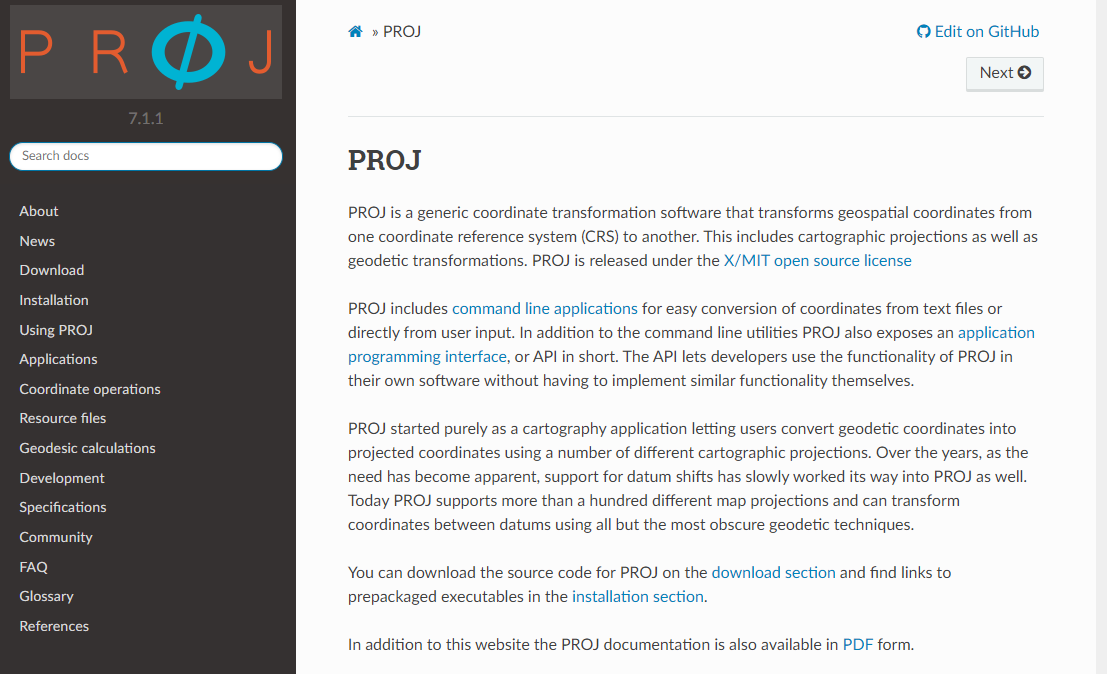 PRØJ
7.1.1
Search docs
About
News
Download
Installation
Using PROJ
Applications
Coordinate operations
Resource files
Geodesic calculations
Development
Specifications
Community
FAQ
Glossary
References
» PROJ
Edit on GitHub
Next
PROJ
PROJ is a generic coordinate transformation software that transforms geospatial coordinates from
one coordinate reference system (CRS) to another. This includes cartographic projections as well as
geodetic transformations. PROJ is released under the X/MIT open source license
PROJ includes command line applications for easy conversion of coordinates from text files or
directly from user input. In addition to the command line utilities PROJ also exposes an application
programming interface, or API in short. The API lets developers use the functionality of PROJ in
their own software without having to implement similar functionality themselves.
PROJ started purely as a cartography application letting users convert geodetic coordinates into
projected coordinates using a number of different cartographic projections. Over the years, as the
need has become apparent, support for datum shifts has slowly worked its way into PROJ as well.
Today PROJ supports more than a hundred different map projections and can transform
coordinates between datums using all but the most obscure geodetic techniques.
You can download the source code for PROJ on the download section and find links to
prepackaged executables in the installation section.
In addition to this website the PROJ documentation is also available in PDF form.